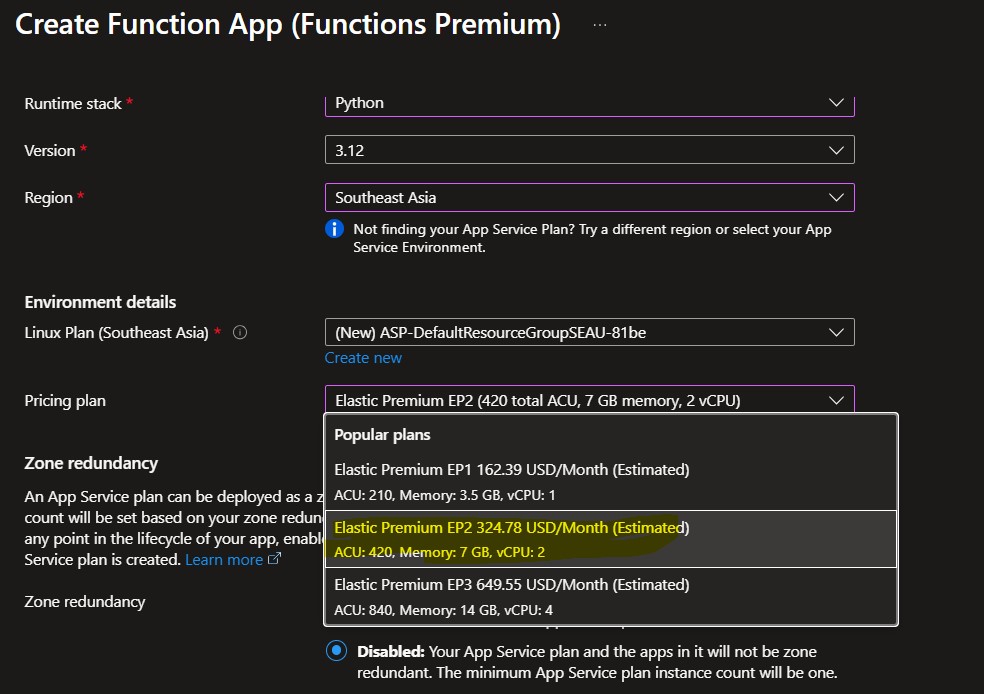 Create Function App (Functions Premium) ...
Runtime stack *
Python
Version *
3.12
Region *
Southeast Asia
Not finding your App Service Plan? Try a different region or select your App
Service Environment.
Environment details
Linux Plan (Southeast Asia) *
(New) ASP-DefaultResourceGroupSEAU-81be
Create new
Pricing plan
Elastic Premium EP2 (420 total ACU, 7 GB memory, 2 vCPU)
Popular plans
Elastic Premium EP1 162.39 USD/Month (Estimated)
ACU: 210, Memory: 3.5 GB, vCPU: 1
Elastic Premium EP2 324.78 USD/Month (Estimated)
ACU: 420, Memory: 7 GB, vCPU: 2
Elastic Premium EP3 649.55 USD/Month (Estimated)
ACU: 840, Memory: 14 GB, vCPU: 4
Zone redundancy
An App Service plan can be deployed as a z
count will be set based on your zone redun
any point in the lifecycle of your app, enabl
Service plan is created. Learn more
Zone redundancy
Disabled: Your App Service plan and the apps in it will not be zone
redundant. The minimum App Service plan instance count will be one.